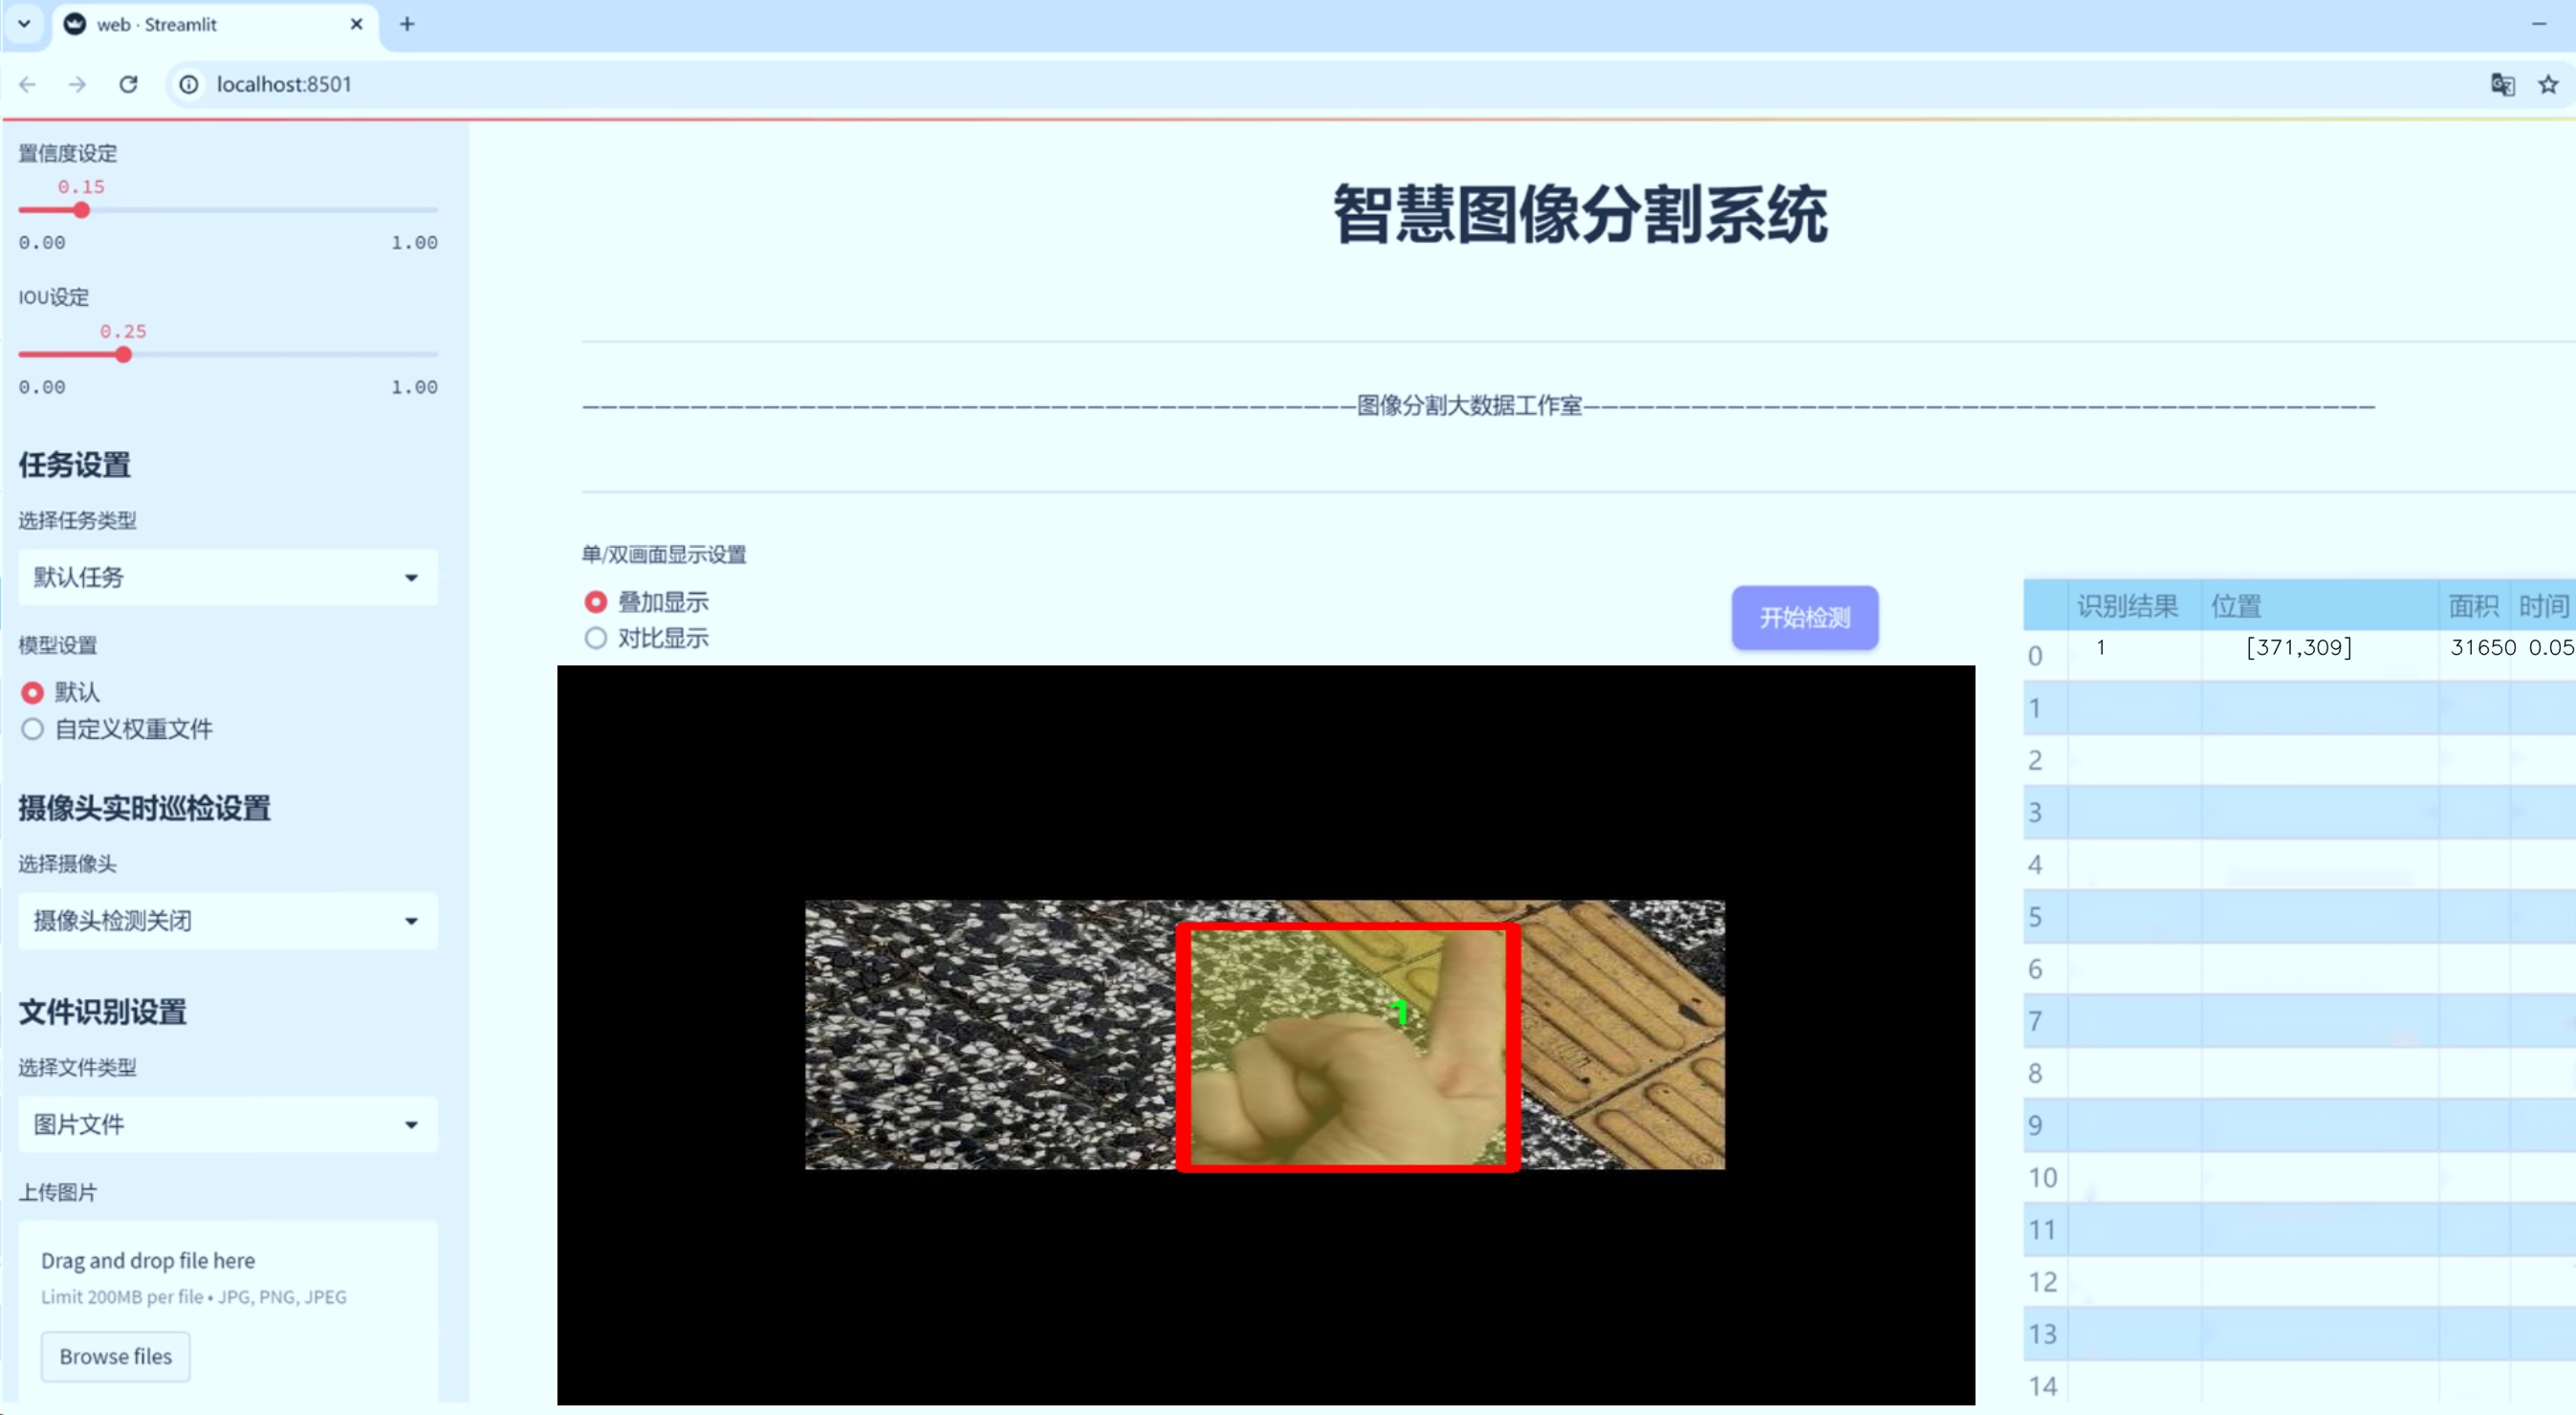 web · Streamlit
localhost:8501
置信度设定
0.15
0.00 1.00
IOU设定
0.25
0.00 1.00
任务设置
选择任务类型
默认任务
模型设置
默认
自定义权重文件
摄像头实时巡检设置
选择摄像头
摄像头检测关闭
文件识别设置
选择文件类型
图片文件
上传图片
Drag and drop file here
Limit 200MB per file • JPG, PNG, JPEG
Browse files
智慧图像分割系统
图像分割大数据工作室
单/双画面显示设置
叠加显示
对比显示
开始检测
1
识别结果 位置 面积 时间
0 1 [371,309] 31650 0.05
1
2
3
4
5
6
7
8
9
10
11
12
13
14